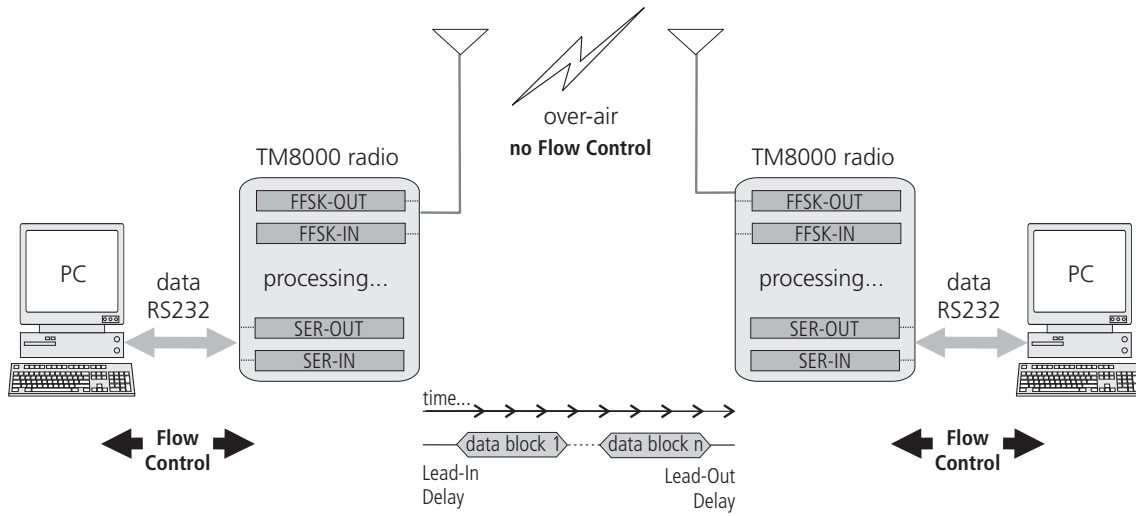 over-air
no Flow Control
TM8000 radio
FFSK-OUT
FFSK-IN
processing...
SER-OUT
SER-IN
TM8000 radio
FFSK-OUT
FFSK-IN
processing...
SER-OUT
SER-IN
PC
data
RS232
data
RS232
PC
Flow
Control
time...
data block 1
data block n
Lead-In
Delay
Lead-Out
Delay
Flow
Control